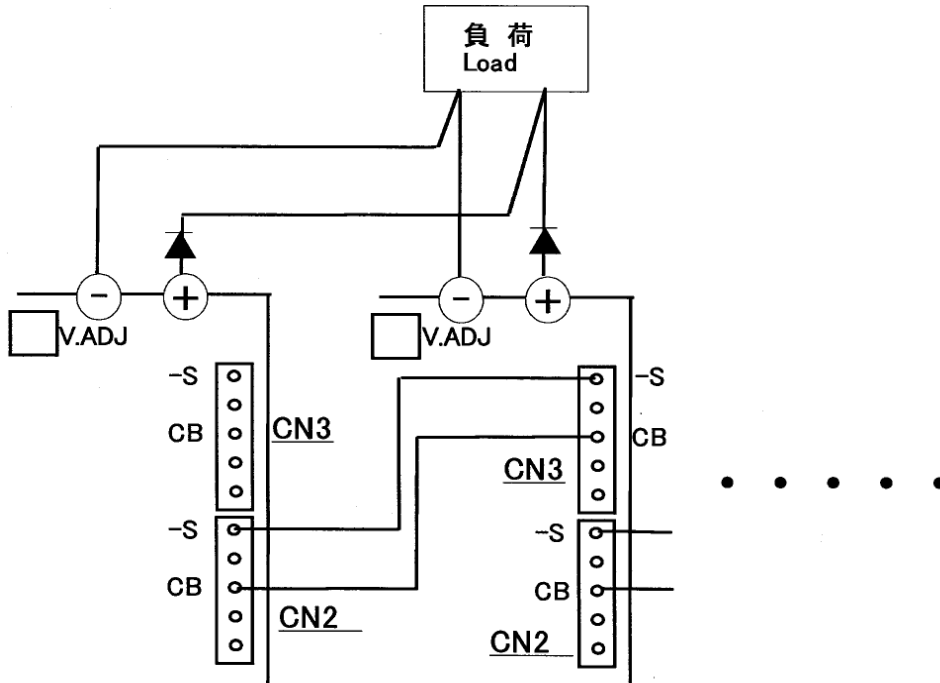 負 荷
Load
- +
V.ADJ
- +
V.ADJ
-S
CB
CN3
-S
CB
CN2
-S
CB
CN3
-S
CB
CN2